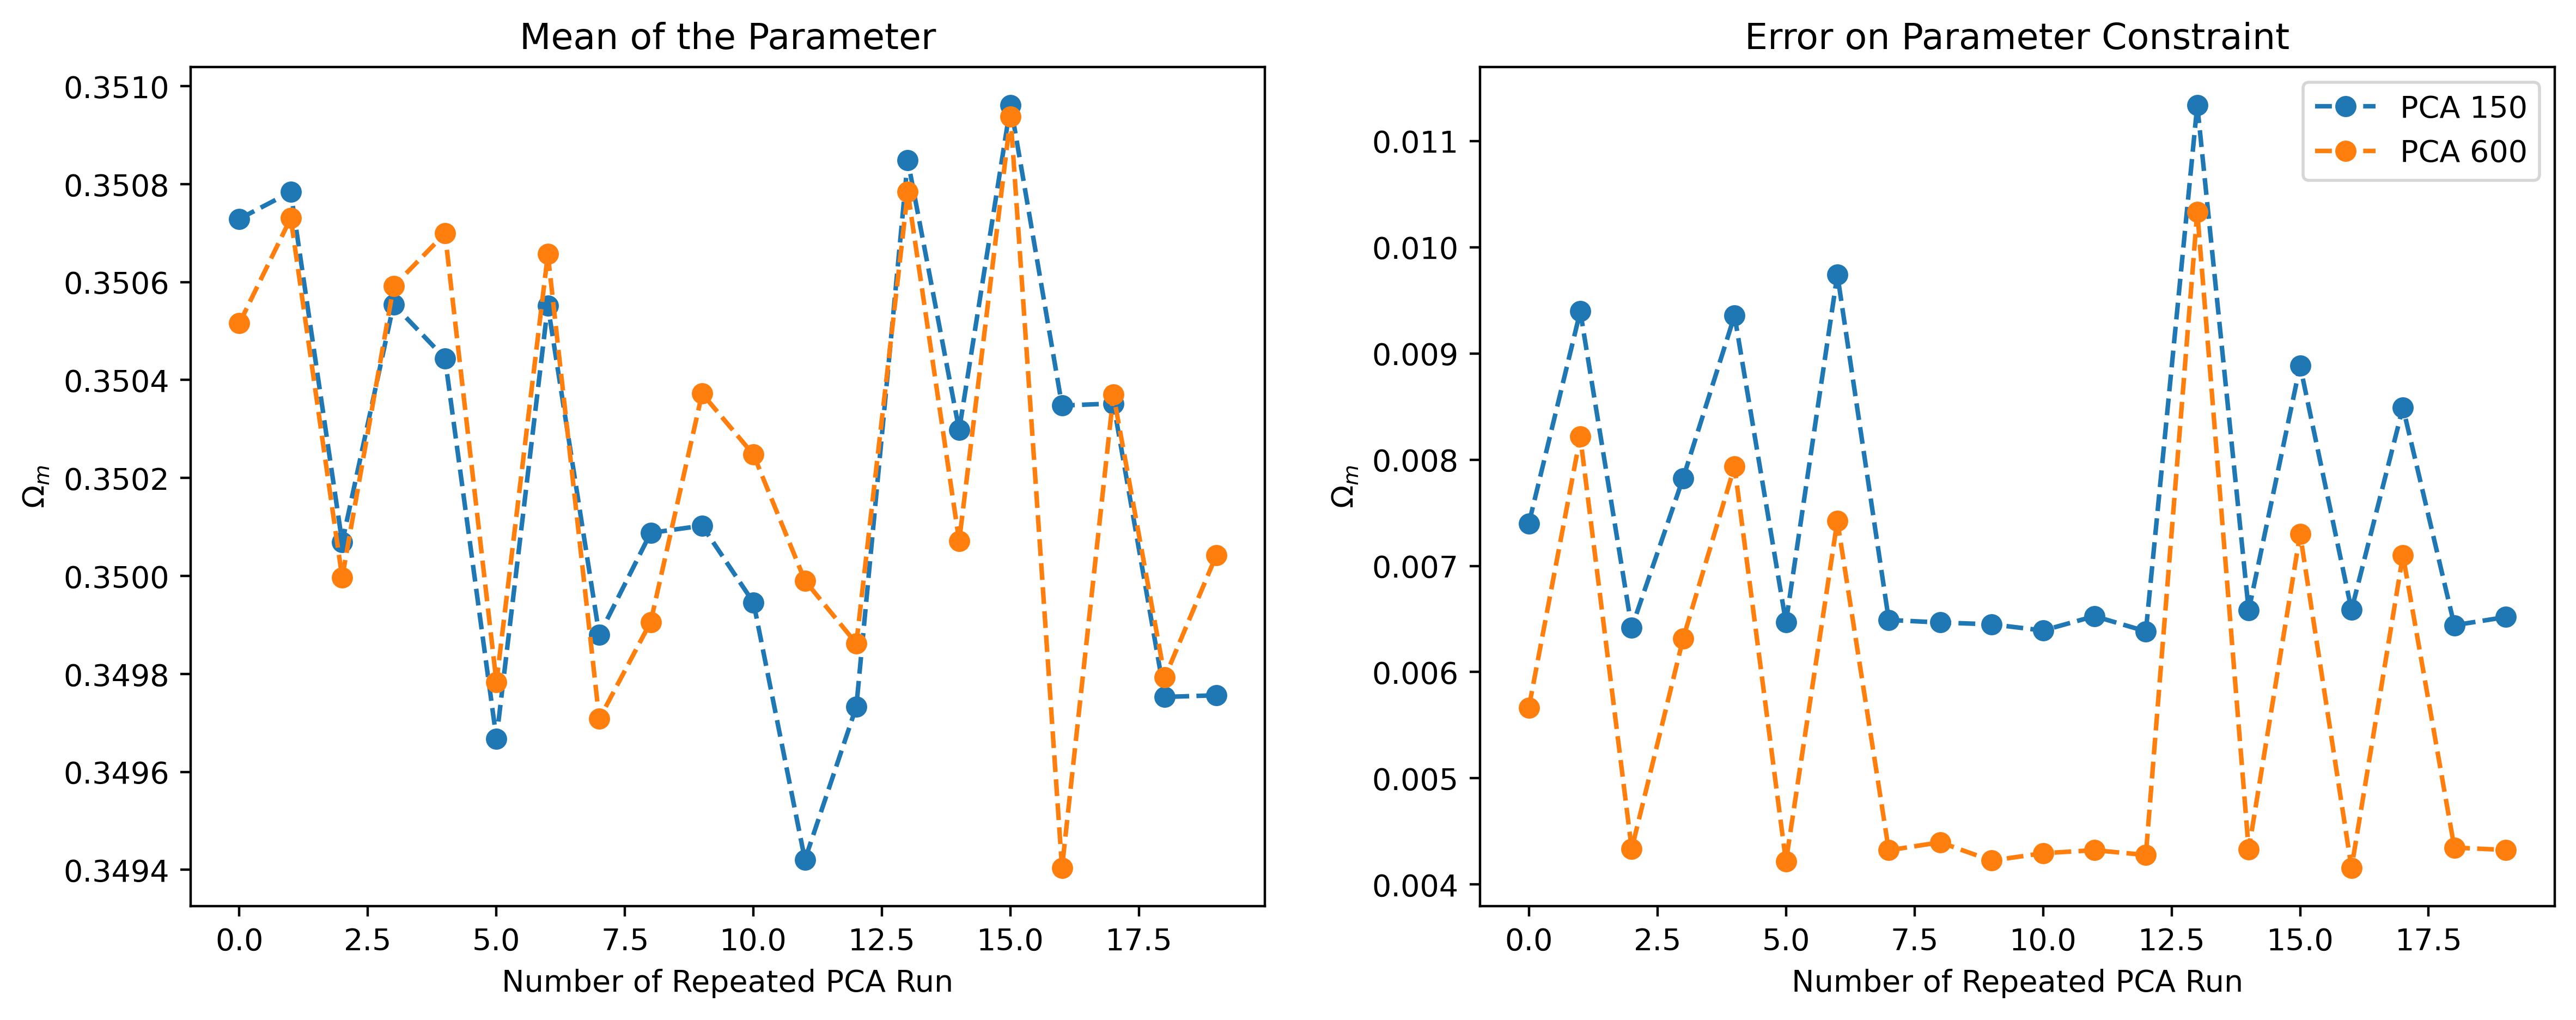 Mean of the Parameter
0.3510
0.3508
0.3506
0.3504
0.3502
0.3500
0.3498
0.3496
0.3494
Ωm
0.0 2.5 5.0 7.5 10.0 12.5 15.0 17.5
Number of Repeated PCA Run
Error on Parameter Constraint
PCA 150
PCA 600
0.011
0.010
0.009
0.008
0.007
0.006
0.005
0.004
Ωm
0.0 2.5 5.0 7.5 10.0 12.5 15.0 17.5
Number of Repeated PCA Run